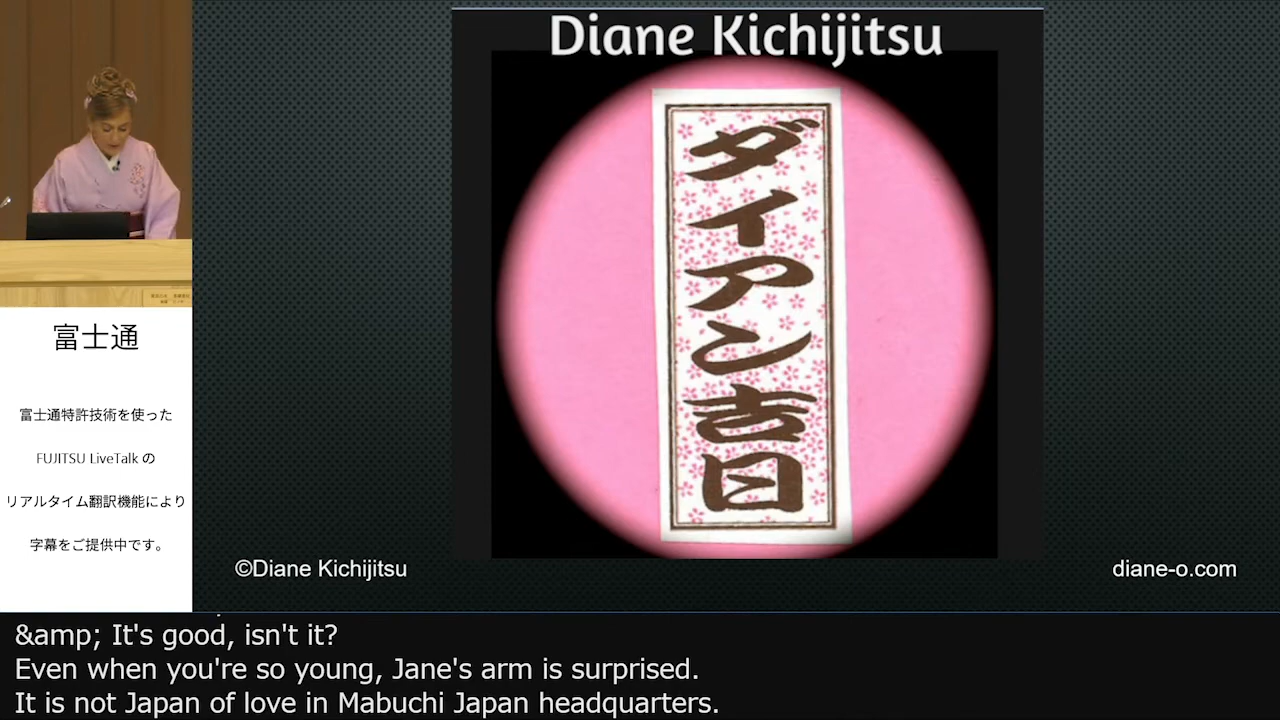 Diane Kichijitsu
ダイアン吉日
富士通
富士通特許技術を使った
FUJITSU LiveTalk の
リアルタイム翻訳機能により
字幕をご提供中です。
©Diane Kichijitsu
diane-o.com
&amp; It's good, isn't it?
Even when you're so young, Jane's arm is surprised.
It is not Japan of love in Mabuchi Japan headquarters.